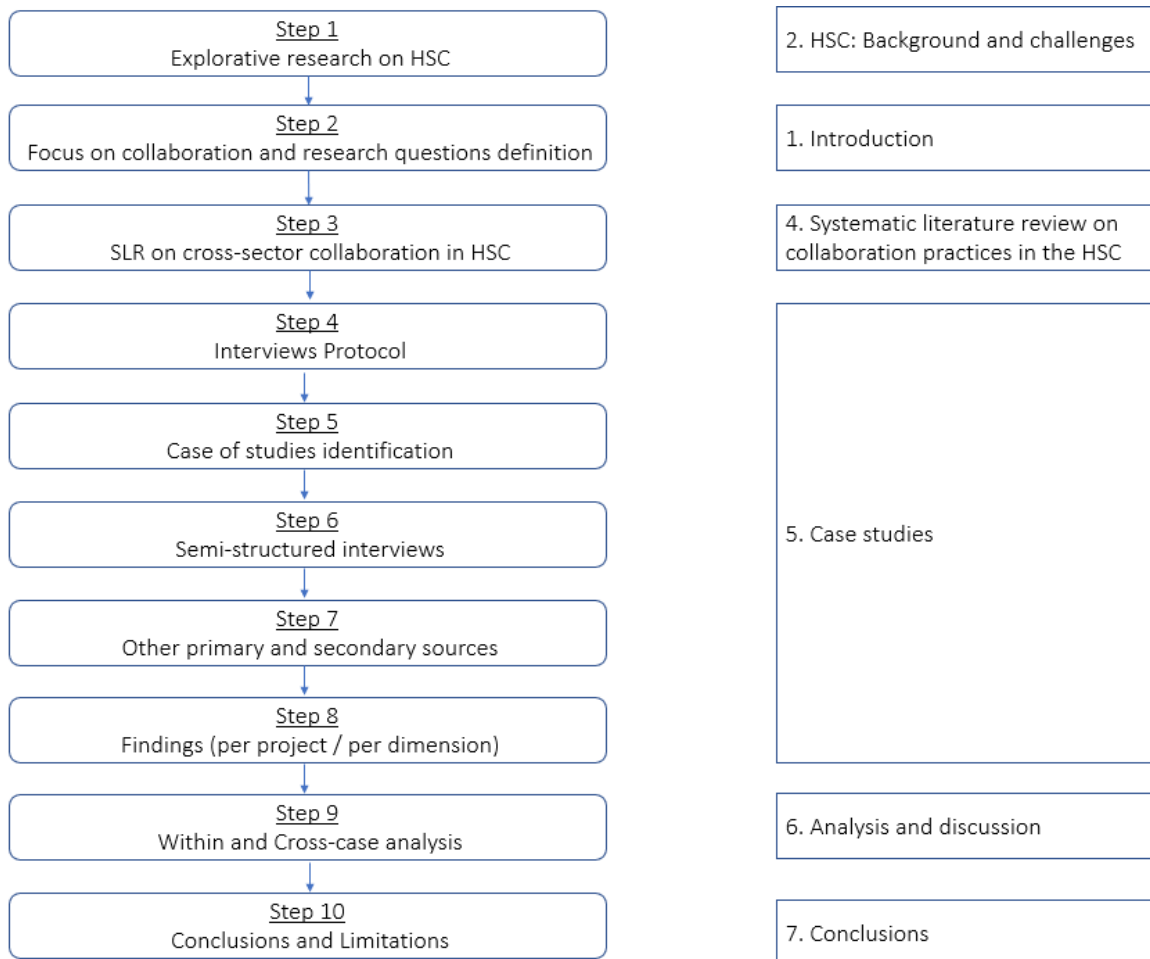 Step 1
Explorative research on HSC
2. HSC: Background and challenges
Step 2
Focus on collaboration and research questions definition
1. Introduction
Step 3
SLR on cross-sector collaboration in HSC
4. Systematic literature review on
collaboration practices in the HSC
Step 4
Interviews Protocol
Step 5
Case of studies identification
Step 6
Semi-structured interviews
Step 7
Other primary and secondary sources
Step 8
Findings (per project / per dimension)
5. Case studies
Step 9
Within and Cross-case analysis
6. Analysis and discussion
Step 10
Conclusions and Limitations
7. Conclusions